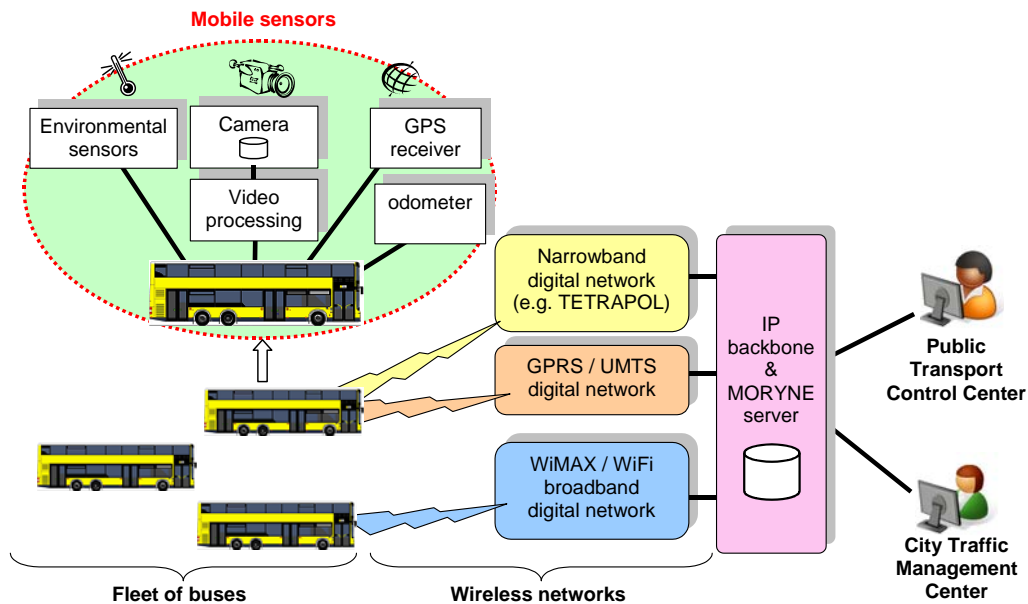 Mobile sensors
Environmental
sensors
Camera
GPS
receiver
Video
processing
odometer
Narrowband
digital network
(e.g. TETRAPOL)
GPRS / UMTS
digital network
WiMAX / WiFi
broadband
digital network
IP
backbone
&
MORYNE
server
Public
Transport
Control Center
City Traffic
Management
Center
Fleet of buses
Wireless networks